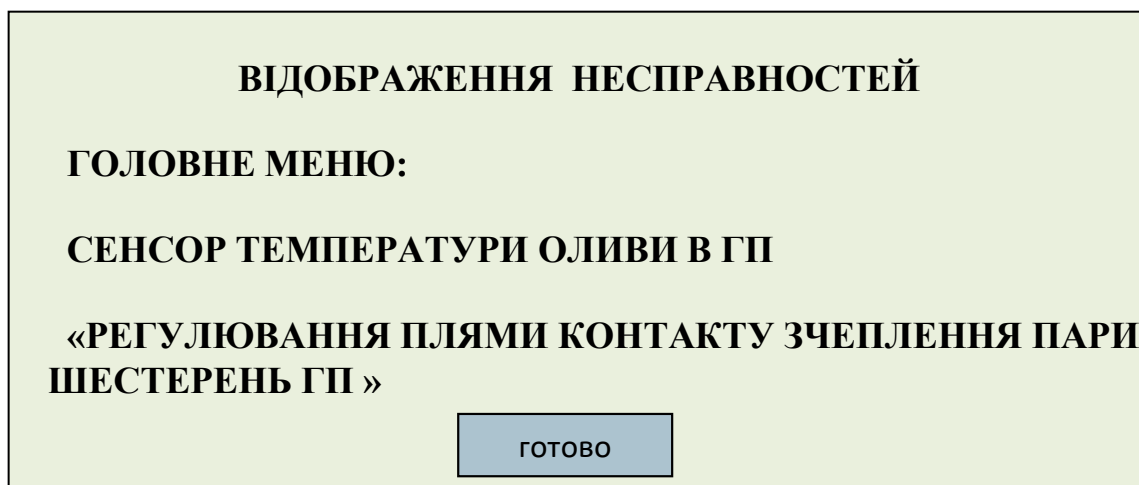 ВІДОБРАЖЕННЯ НЕСПРАВНОСТЕЙ
ГОЛОВНЕ МЕНЮ:
СЕНСОР ТЕМПЕРАТУРИ ОЛИВИ В ГП
«РЕГУЛЮВАННЯ ПЛЯМИ КОНТАКТУ ЗЧЕПЛЕННЯ ПАРИ
ШЕСТЕРЕНЬ ГП »
готово